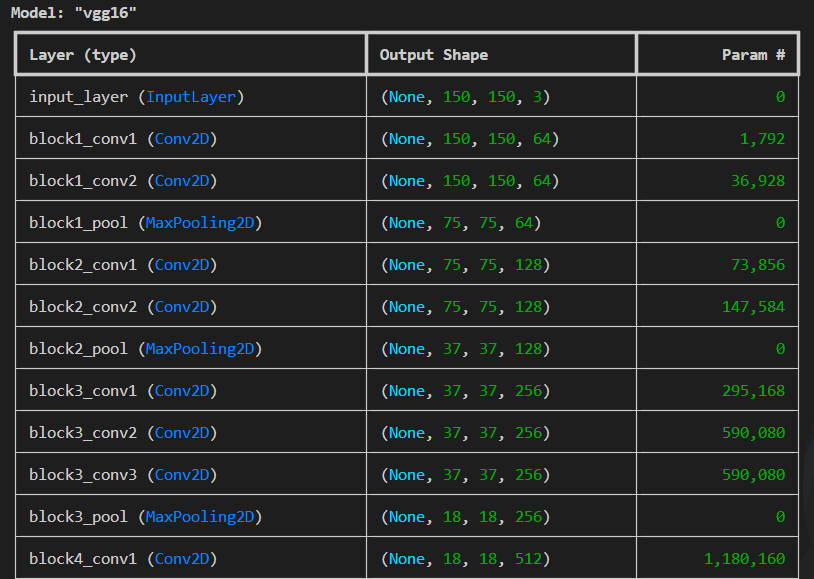 Model: "vgg16"
Layer (type) Output Shape Param #
input_layer (InputLayer) (None, 150, 150, 3) 0
block1_conv1 (Conv2D) (None, 150, 150, 64) 1,792
block1_conv2 (Conv2D) (None, 150, 150, 64) 36,928
block1_pool (MaxPooling2D) (None, 75, 75, 64) 0
block2_conv1 (Conv2D) (None, 75, 75, 128) 73,856
block2_conv2 (Conv2D) (None, 75, 75, 128) 147,584
block2_pool (MaxPooling2D) (None, 37, 37, 128) 0
block3_conv1 (Conv2D) (None, 37, 37, 256) 295,168
block3_conv2 (Conv2D) (None, 37, 37, 256) 590,080
block3_conv3 (Conv2D) (None, 37, 37, 256) 590,080
block3_pool (MaxPooling2D) (None, 18, 18, 256) 0
block4_conv1 (Conv2D) (None, 18, 18, 512) 1,180,160